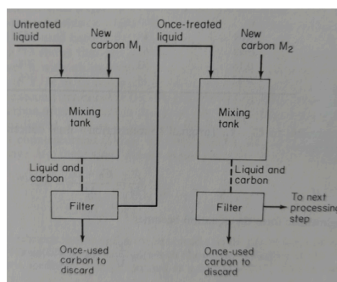 Untreated
liquid
New
carbon M₁
Once-treated
liquid
New
carbon M₂
Mixing
tank
Mixing
tank
Liquid and
carbon
Liquid and
carbon
Filter
Filter
To next
processing
step
Once-used
carbon to
discard
Once-used
carbon to
discard